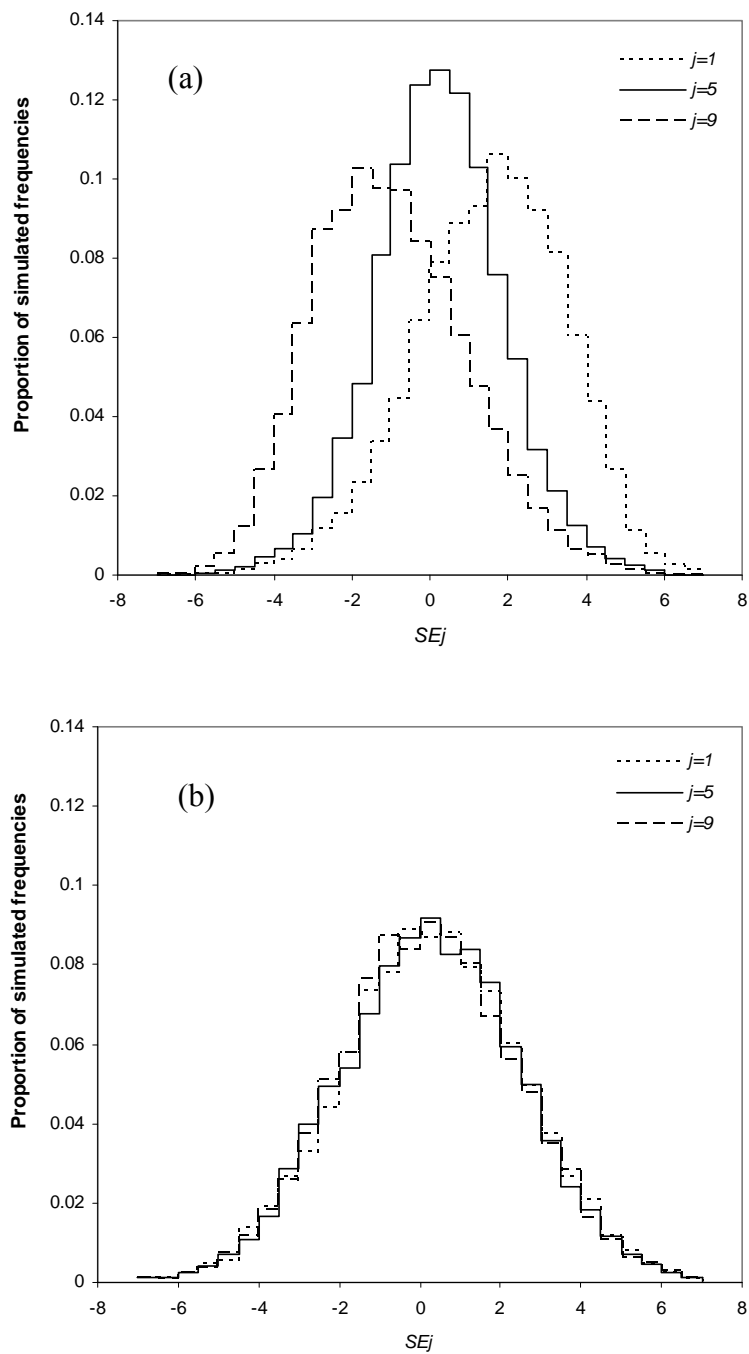 0.14
(a)
j=1
j=5
j=9
0.12
0.1
0.08
0.06
0.04
0.02
0
Proportion of simulated frequencies
-8 -6 -4 -2 0 2 4 6 8
SEj
0.14
(b)
j=1
j=5
j=9
0.12
0.1
0.08
0.06
0.04
0.02
0
Proportion of simulated frequencies
-8 -6 -4 -2 0 2 4 6 8
SEj